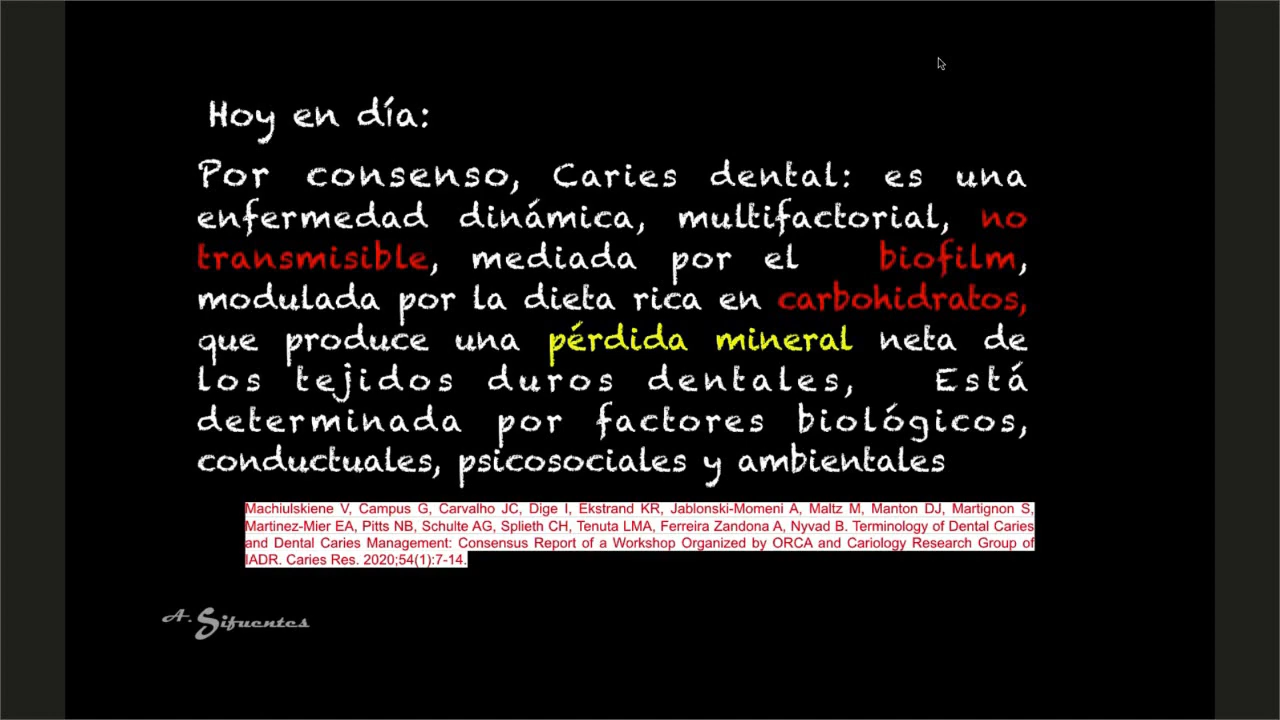 Hoy en día:
Por consenso, Caries dental: es una
enfermedad dinámica, multifactorial, no
transmisible, mediada por el biofilm,
modulada por la dieta rica en carbohidratos,
que produce una pérdida mineral neta de
los tejidos duros dentales, Está
determinada por factores biológicos,
conductuales, psicosociales y ambientales
Machiulskiene V, Campus G, Carvalho JC, Dige I, Ekstrand KR, Jablonski-Momeni A, Maltz M, Manton DJ, Martignon S,
Martinez-Mier EA, Pitts NB, Schulte AG, Splieth CH, Tenuta LMA, Ferreira Zandona A, Nyvad B. Terminology of Dental Caries
and Dental Caries Management: Consensus Report of a Workshop Organized by ORCA and Cariology Research Group of
IADR. Caries Res. 2020;54(1):7-14.
A. Sifuentes